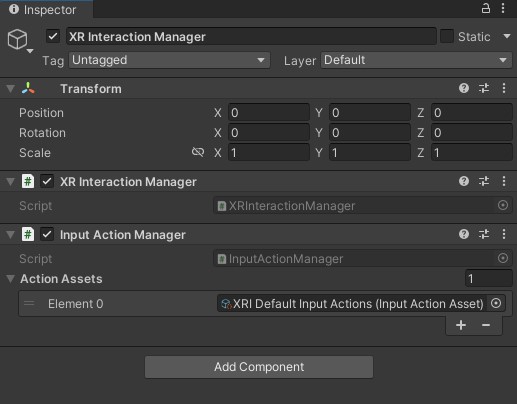 Inspector
XR Interaction Manager Static
Tag Untagged Layer Default
Transform
Position X 0 Y 0 Z 0
Rotation X 0 Y 0 Z 0
Scale X 1 Y 1 Z 1
# XR Interaction Manager
Script # XRInteractionManager
# Input Action Manager
Script # InputActionManager
Action Assets 1
Element 0 XRI Default Input Actions (Input Action Asset)
+ −
Add Component